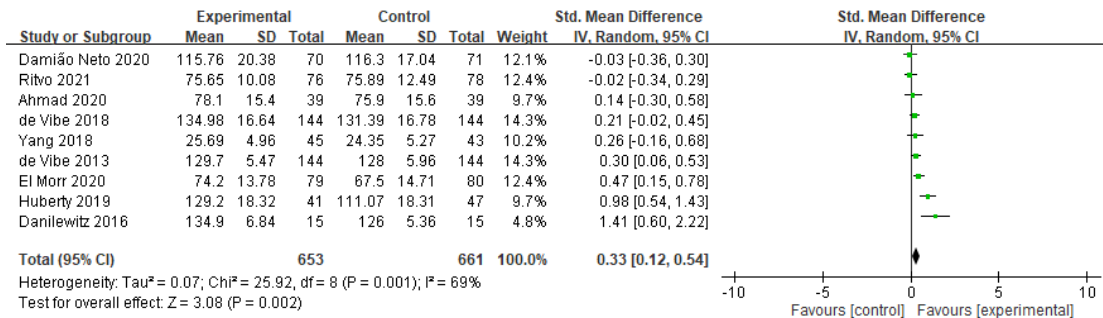 Experimental Control Std. Mean Difference Std. Mean Difference
Study or Subgroup Mean SD Total Mean SD Total Weight IV, Random, 95% CI IV, Random, 95% CI
Damião Neto 2020 115.76 20.38 70 116.3 17.04 71 12.1% -0.03 [-0.36, 0.30]
Ritvo 2021 75.65 10.08 76 75.89 12.49 78 12.4% -0.02 [-0.34, 0.29]
Ahmad 2020 78.1 15.4 39 75.9 15.6 39 9.7% 0.14 [-0.30, 0.58]
de Vibe 2018 134.98 16.64 144 131.39 16.78 144 14.3% 0.21 [-0.02, 0.45]
Yang 2018 25.69 4.96 45 24.35 5.27 43 10.2% 0.26 [-0.16, 0.68]
de Vibe 2013 129.7 5.47 144 128 5.96 144 14.3% 0.30 [0.06, 0.53]
El Morr 2020 74.2 13.78 79 67.5 14.71 80 12.4% 0.47 [0.15, 0.78]
Huberty 2019 129.2 18.32 41 111.07 18.31 47 9.7% 0.98 [0.54, 1.43]
Danilewitz 2016 134.9 6.84 15 126 5.36 15 4.8% 1.41 [0.60, 2.22]
Total (95% CI) 653 661 100.0% 0.33 [0.12, 0.54]
Heterogeneity: Tau² = 0.07; Chi² = 25.92, df = 8 (P = 0.001); I² = 69%
Test for overall effect: Z = 3.08 (P = 0.002)
-10 -5 0 5 10
Favours [control] Favours [experimental]